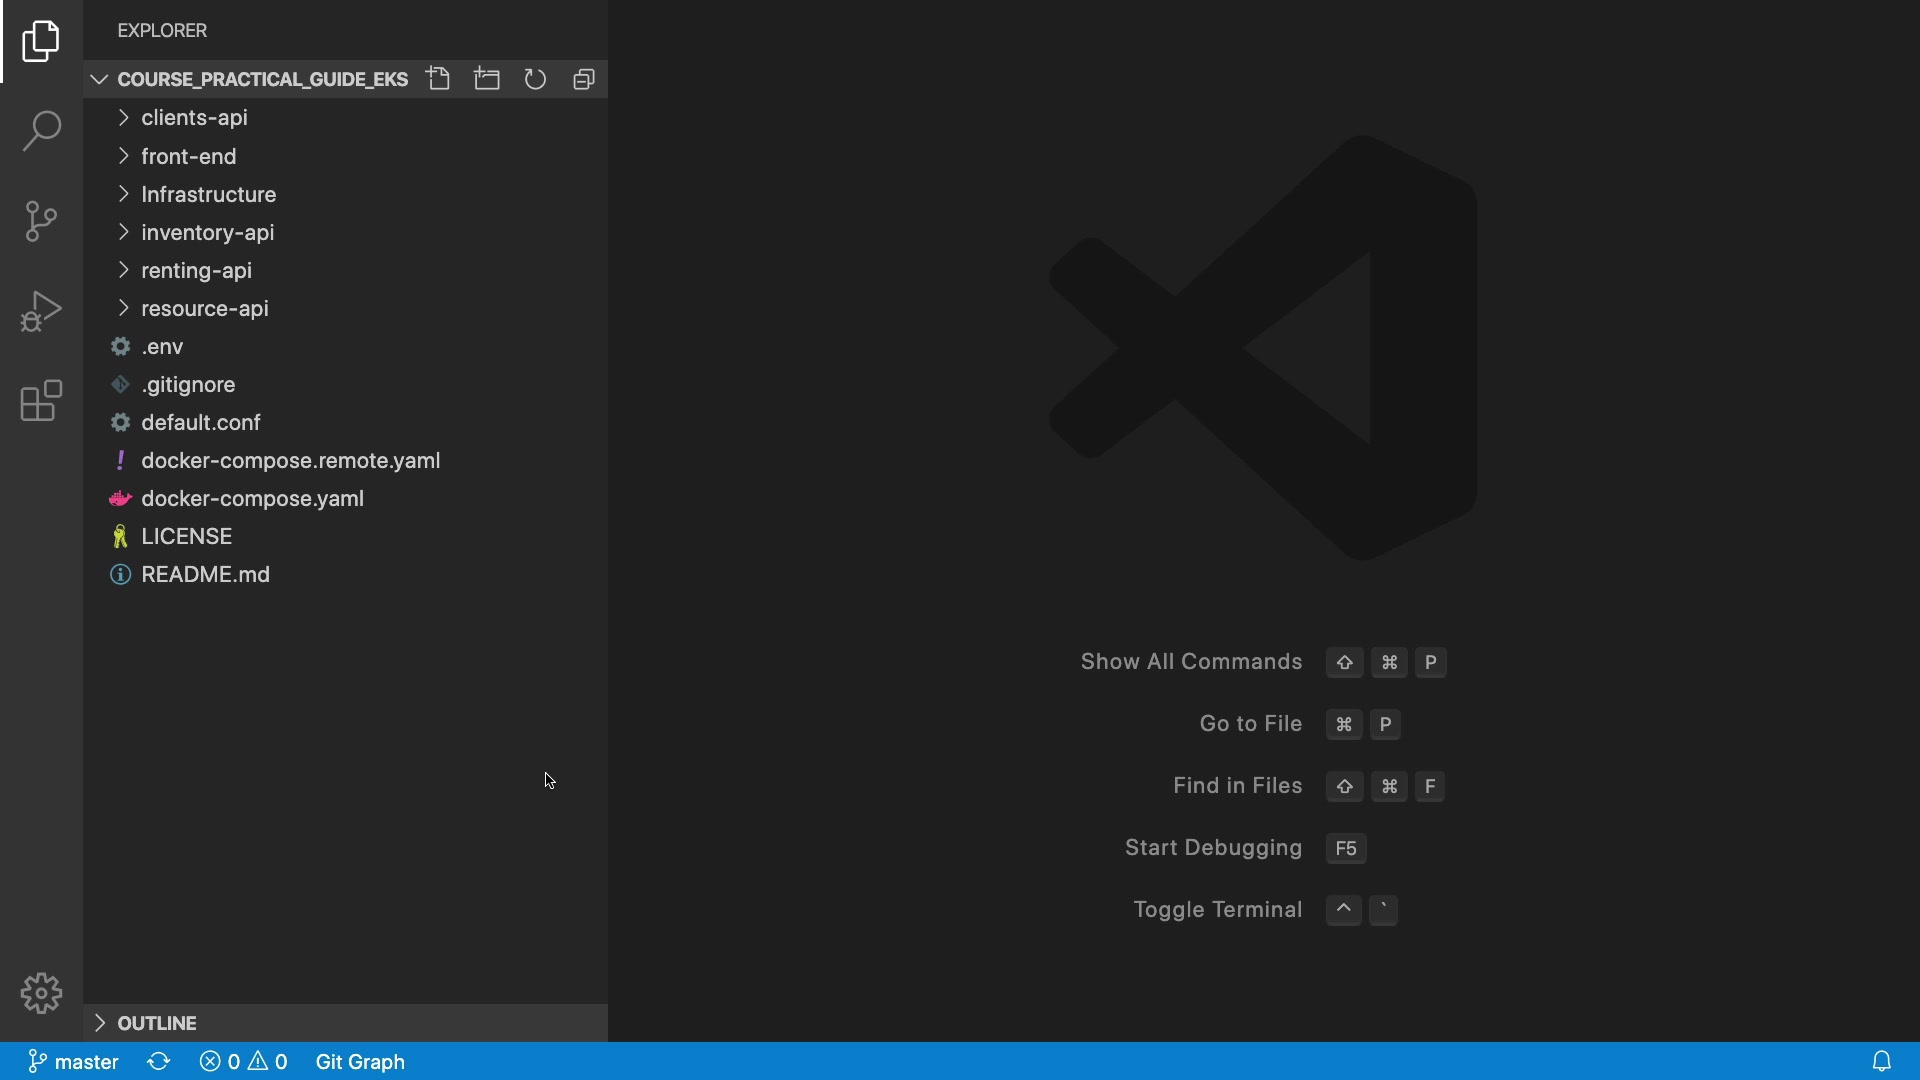 EXPLORER
COURSE_PRACTICAL_GUIDE_EKS
clients-api
front-end
Infrastructure
inventory-api
renting-api
resource-api
.env
.gitignore
default.conf
! docker-compose.remote.yaml
docker-compose.yaml
LICENSE
README.md
Show All Commands ⇧ ⌘ P
Go to File ⌘ P
Find in Files ⇧ ⌘ F
Start Debugging F5
Toggle Terminal ^ `
OUTLINE
master 0 0 Git Graph